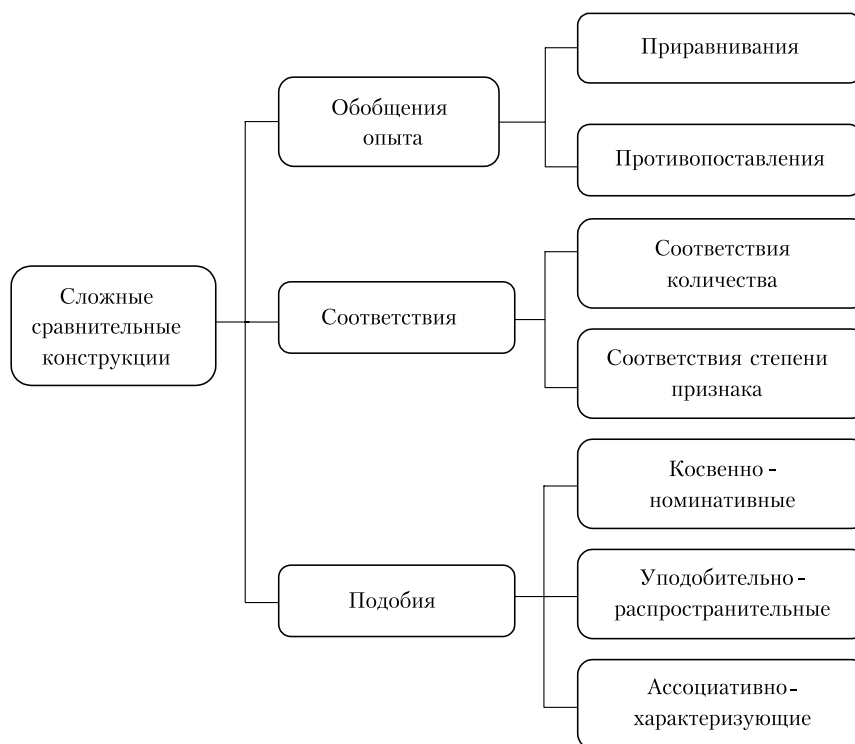 Сложные
сравнительные
конструкции
Обобщения
опыта
Приравнивания
Противопоставления
Соответствия
Соответствия
количества
Соответствия степени
признака
Подобия
Косвенно-
номинативные
Уподобительно-
распространительные
Ассоциативно-
характеризующие